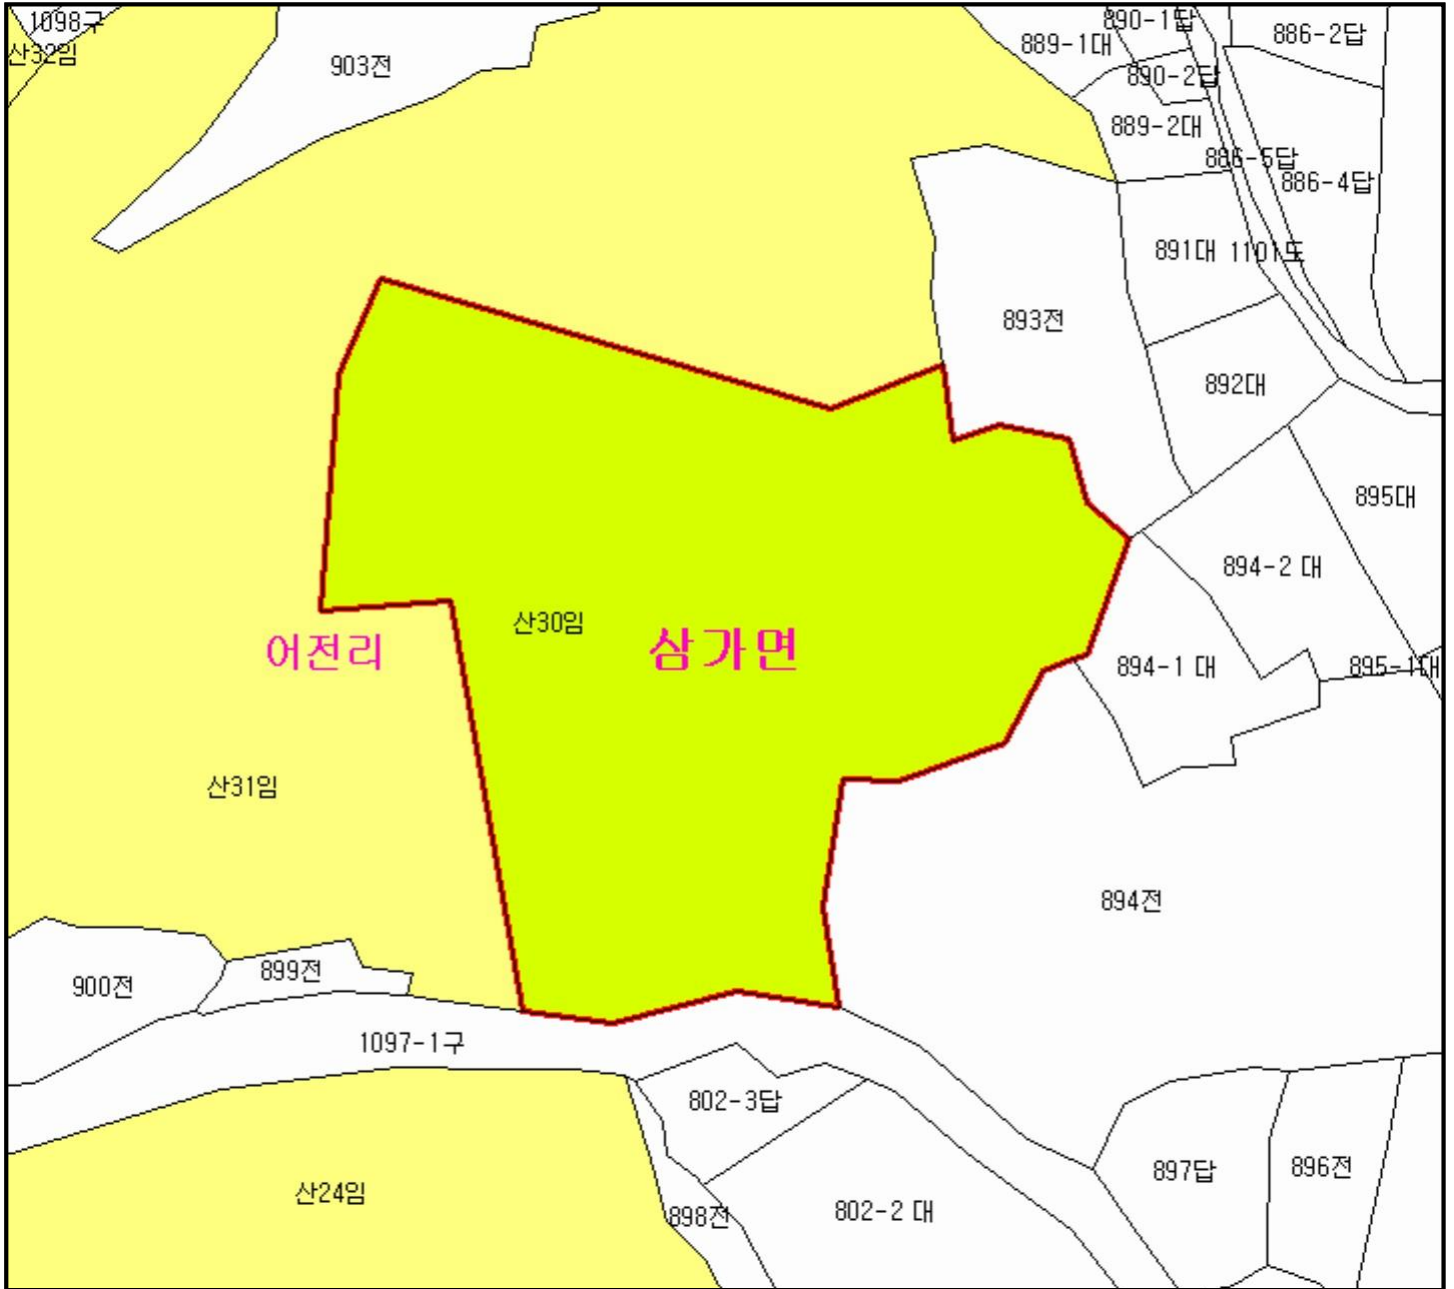 1098구
890-1답
886-2답
889-1대
산32임
903전
890-2답
889-2대
886-5답
886-4답
891대
1101도
893전
892대
895대
894-2 대
산30임
어전리
삼가면
894-1 대
895-1대
산31임
894전
899전
900전
1097-1구
802-3답
897답
896전
산24임
898전
802-2 대